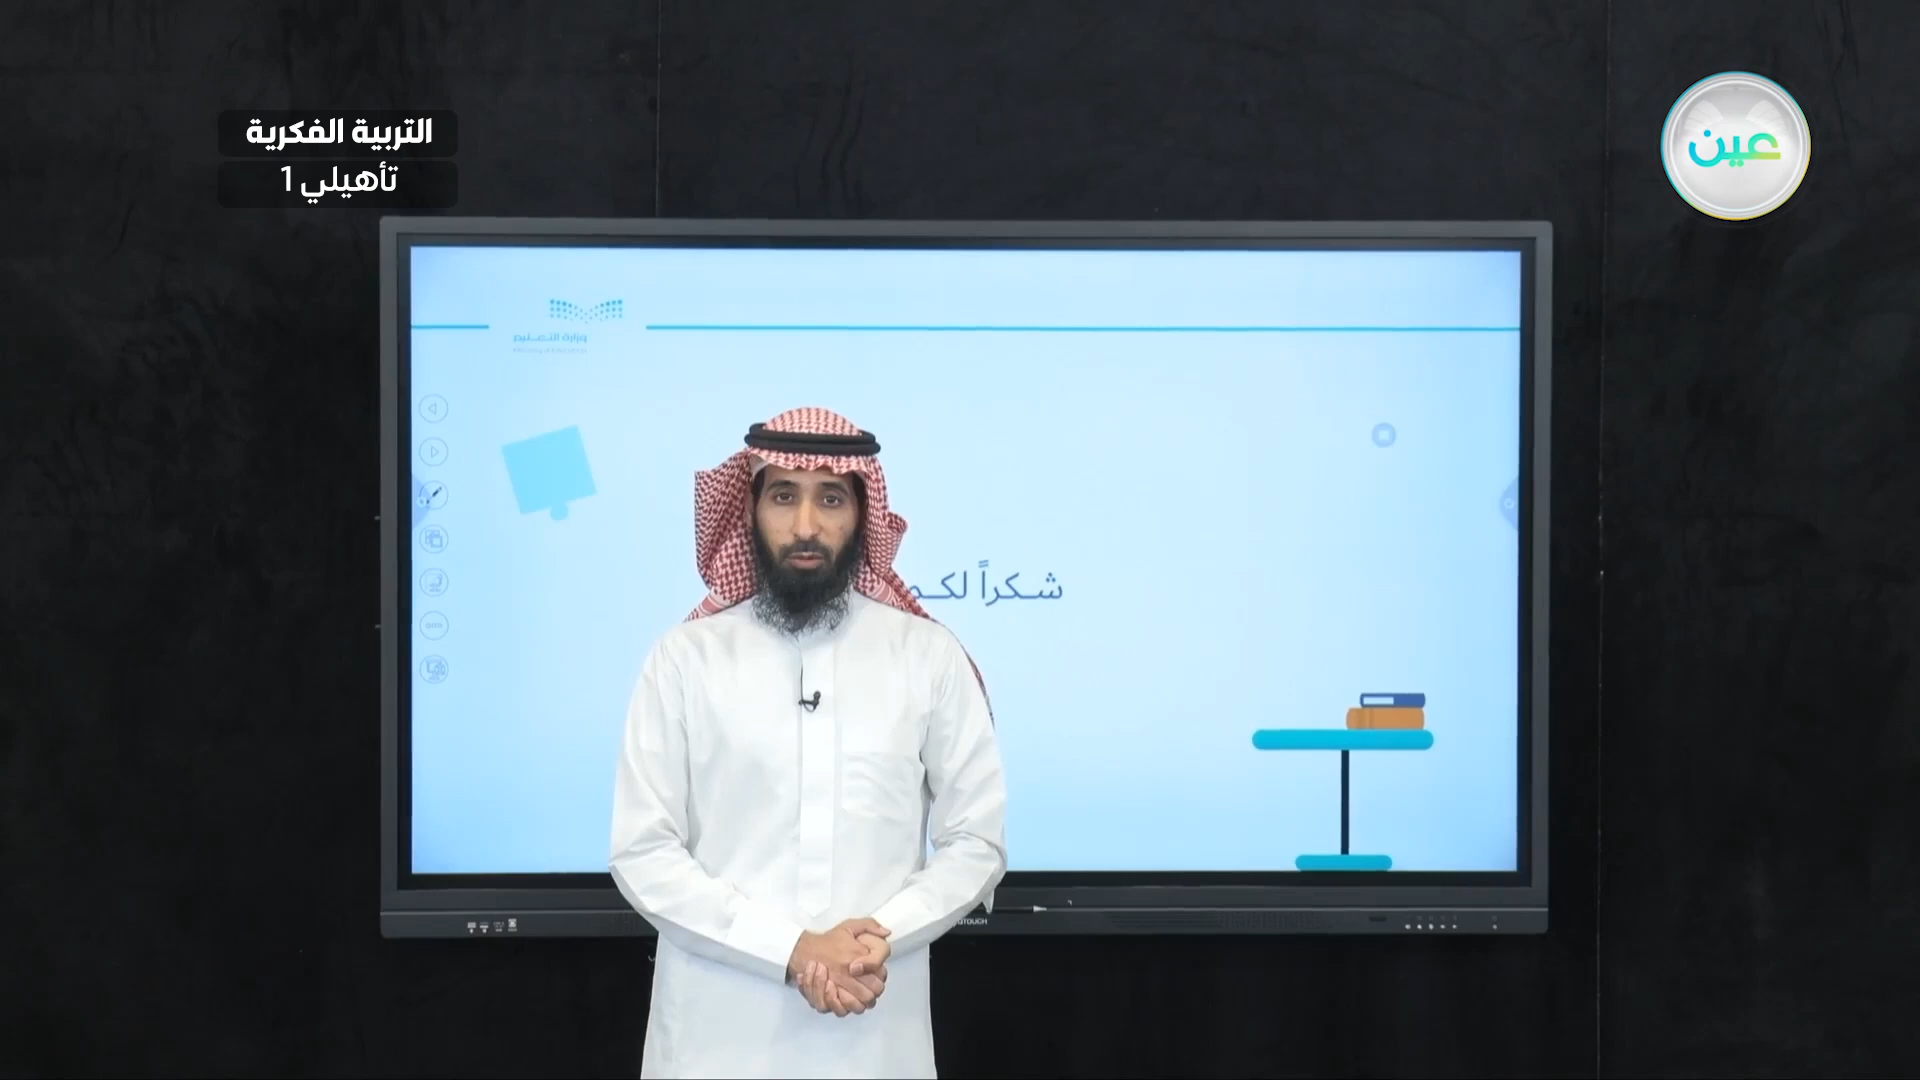 التربية الفكرية
تأهيلي 1
عين
وزارة التعليم
شكراً لكم